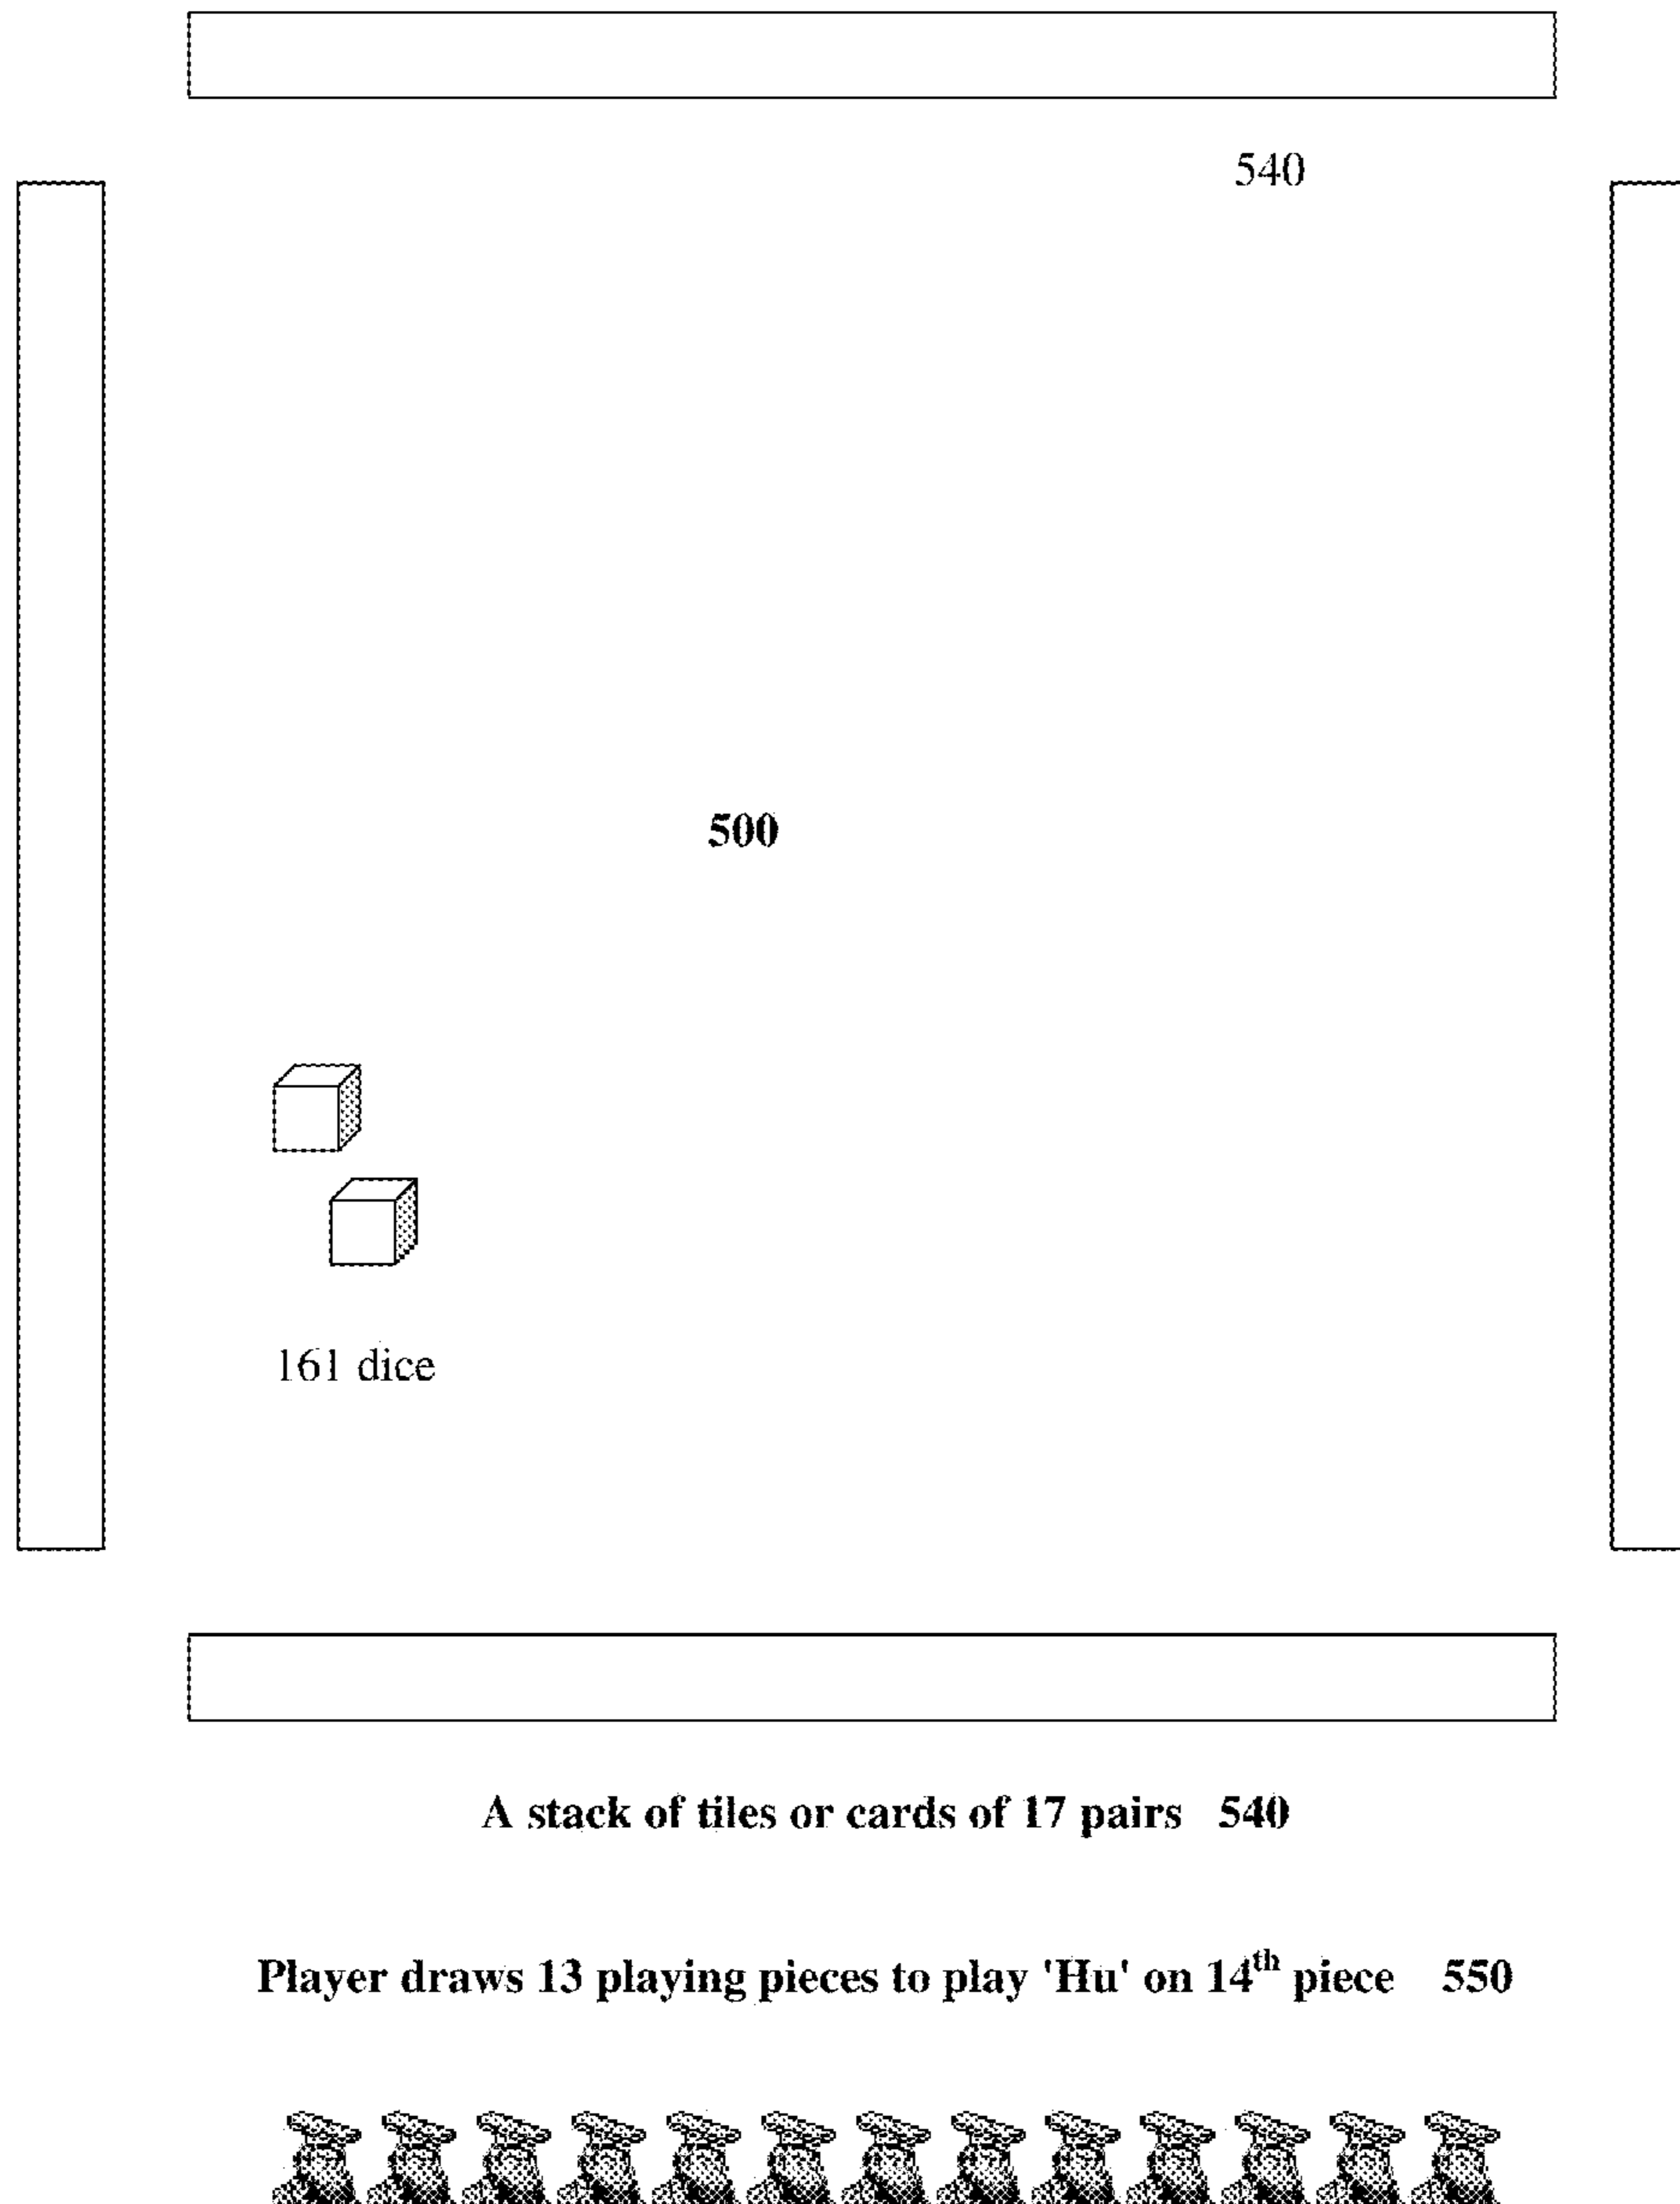 540
500
161 dice
A stack of tiles or cards of 17 pairs 540
Player draws 13 playing pieces to play 'Hu' on 14th piece 550